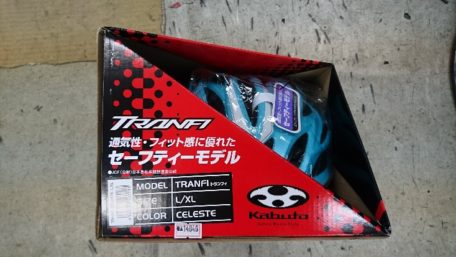 TRANFI
通気性・フィット感に優れた
セーフティーモデル
MODEL TRANFI トランフィ
SIZE L/XL
COLOR CELESTE
Kabuto